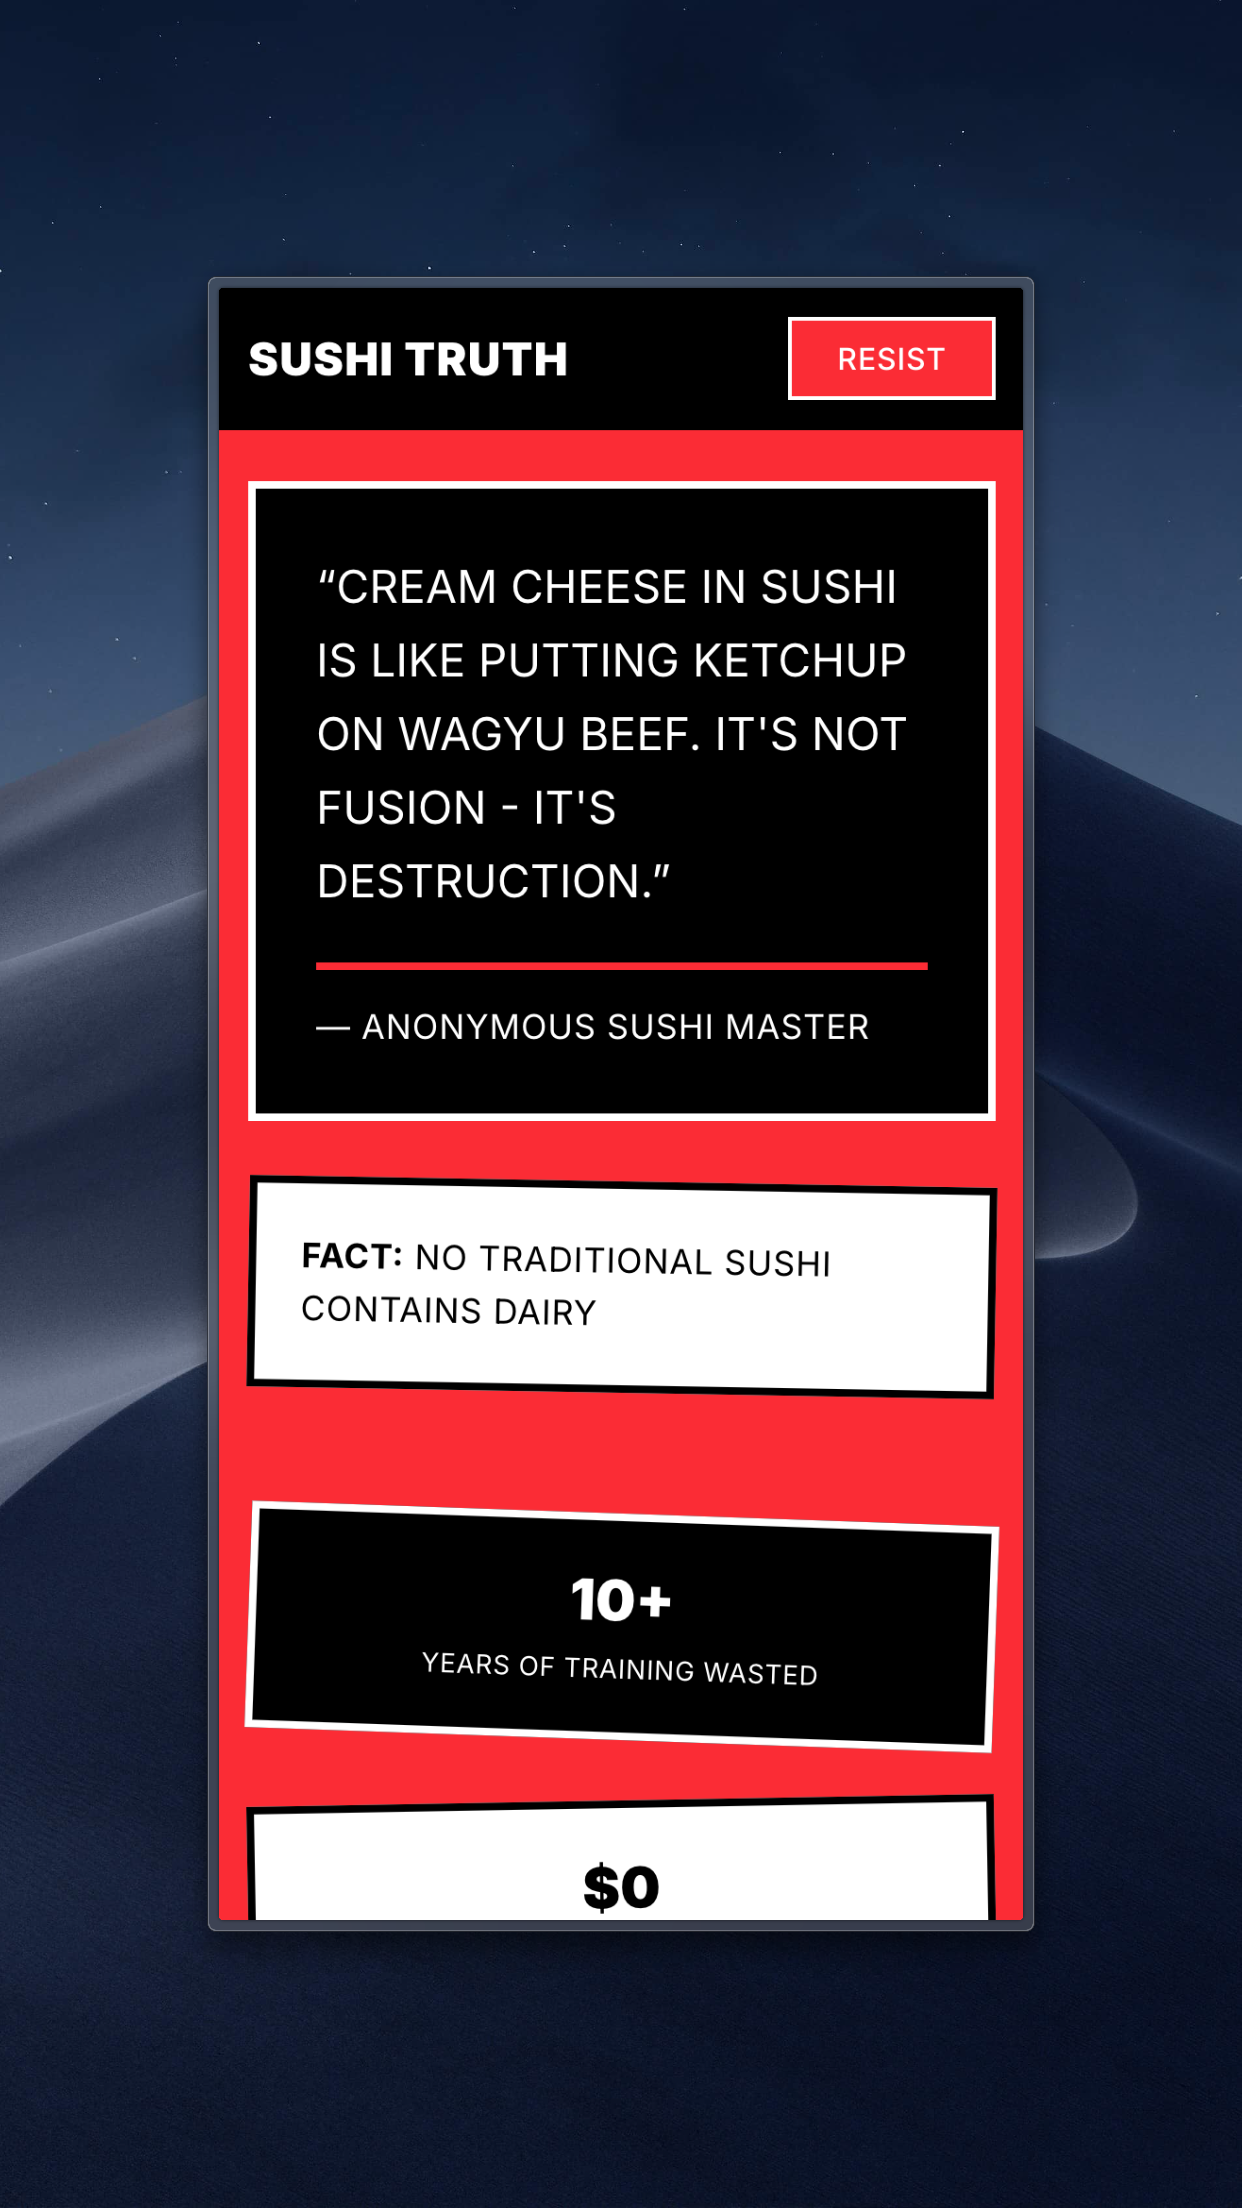 SUSHI TRUTH
RESIST
“CREAM CHEESE IN SUSHI
IS LIKE PUTTING KETCHUP
ON WAGYU BEEF. IT'S NOT
FUSION - IT'S
DESTRUCTION.”
— ANONYMOUS SUSHI MASTER
FACT: NO TRADITIONAL SUSHI
CONTAINS DAIRY
10+
YEARS OF TRAINING WASTED
$0